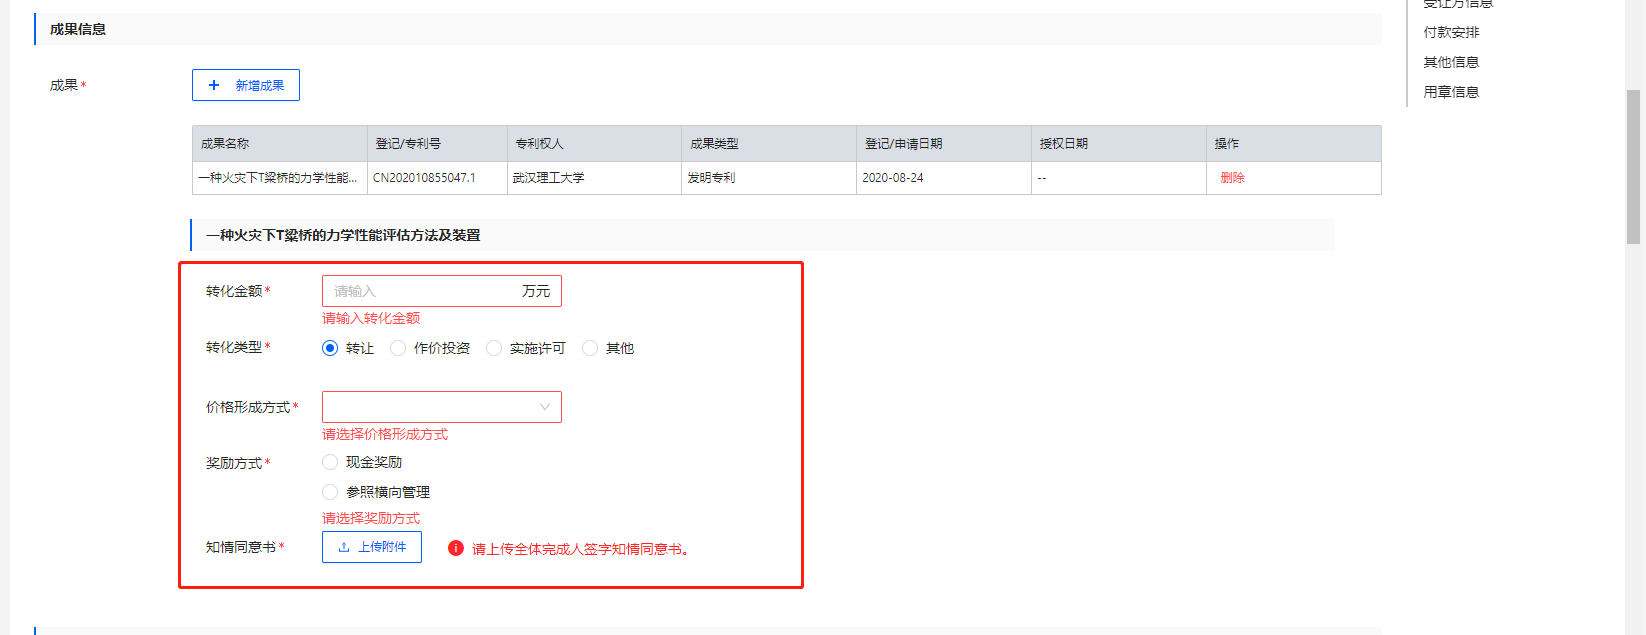 受让方信息
成果信息
付款安排
其他信息
成果* + 新增成果
用章信息
成果名称 登记/专利号 专利权人 成果类型 登记/申请日期 授权日期 操作
一种火灾下T梁桥的力学性能... CN202010855047.1 武汉理工大学 发明专利 2020-08-24 -- 删除
一种火灾下T梁桥的力学性能评估方法及装置
转化金额* 请输入 万元
请输入转化金额
转化类型* 转让 作价投资 实施许可 其他
价格形成方式*
请选择价格形成方式
奖励方式* 现金奖励
参照横向管理
请选择奖励方式
知情同意书* 上传附件 请上传全体完成人签字知情同意书。